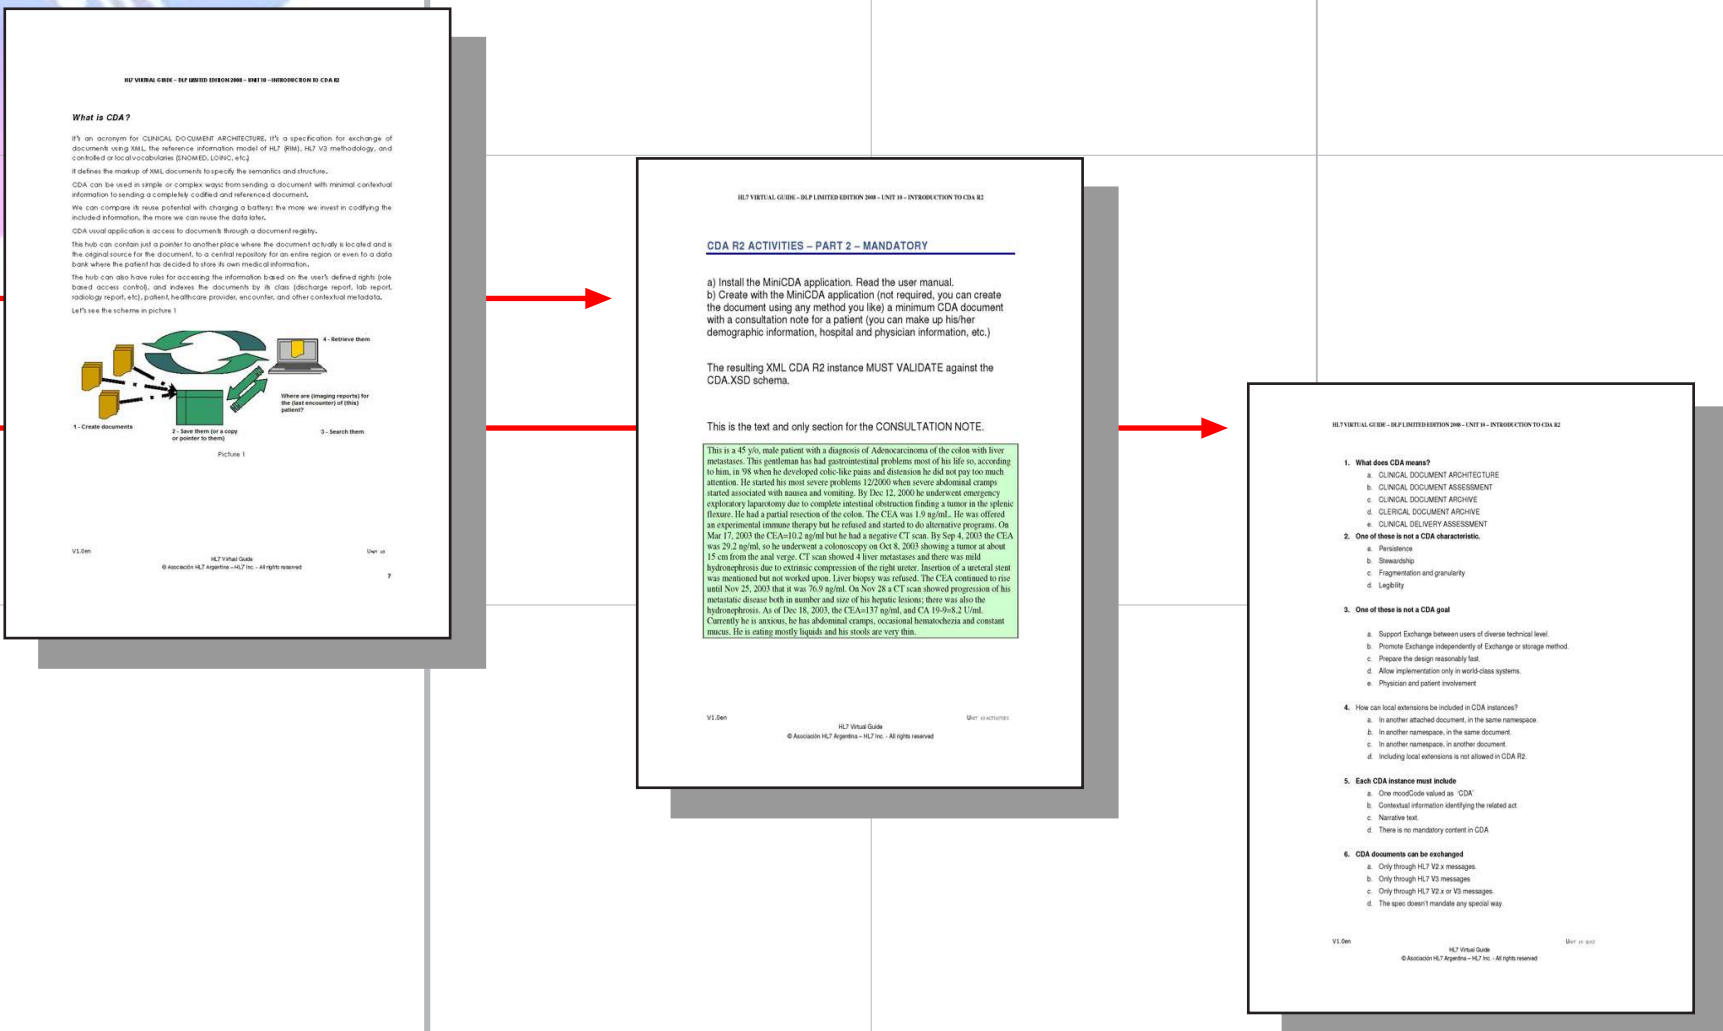 HL7 VIRTUAL GUIDE – DLP LIMITED EDITION 2008 – UNIT 10 – INTRODUCTION TO CDA R2
What is CDA?
It's an acronym for CLINICAL DOCUMENT ARCHITECTURE. It's a specification for exchange of
documents using XML, the reference information model of HL7 (RIM), HL7 V3 methodology, and
controlled or local vocabularies (SNOMED, LOINC, etc.)
It defines the markup of XML documents to specify the semantics and structure.
CDA can be used in simple or complex ways: from sending a document with minimal contextual
information to sending a completely codified and referenced document.
We can compare its reuse potential with charging a battery: the more we invest in codifying the
included information, the more we can reuse the data later.
CDA usual application is access to documents through a document registry.
This hub can contain just a pointer to another place where the document actually is located and is
the original source for the document, to a central repository for an entire region or even to a data
bank where the patient has decided to store its own medical information.
The hub can also have rules for accessing the information based on the user's defined rights (role
based access control), and indexes the documents by its class (discharge report, lab report,
radiology report, etc), patient, healthcare provider, encounter, and other contextual metadata.
Let's see the scheme in picture 1
4 - Retrieve them
Where are (imaging reports) for
the (last encounter) of (this)
patient?
1 - Create documents
2 - Save them (or a copy
or pointer to them)
3 - Search them
Picture 1
V1.0en
UNIT 10
HL7 Virtual Guide
© Asociación HL7 Argentina – HL7 Inc. - All rights reserved
7
HL7 VIRTUAL GUIDE – DLP LIMITED EDITION 2008 – UNIT 10 – INTRODUCTION TO CDA R2
CDA R2 ACTIVITIES – PART 2 – MANDATORY
a) Install the MiniCDA application. Read the user manual.
b) Create with the MiniCDA application (not required, you can create
the document using any method you like) a minimum CDA document
with a consultation note for a patient (you can make up his/her
demographic information, hospital and physician information, etc.)
The resulting XML CDA R2 instance MUST VALIDATE against the
CDA.XSD schema.
This is the text and only section for the CONSULTATION NOTE.
This is a 45 y/o, male patient with a diagnosis of Adenocarcinoma of the colon with liver
metastases. This gentleman has had gastrointestinal problems most of his life so, according
to him, in '98 when he developed colic-like pains and distension he did not pay too much
attention. He started his most severe problems 12/2000 when severe abdominal cramps
started associated with nausea and vomiting. By Dec 12, 2000 he underwent emergency
exploratory laparotomy due to complete intestinal obstruction finding a tumor in the splenic
flexure. He had a partial resection of the colon. The CEA was 1.9 ng/mL. He was offered
an experimental immune therapy but he refused and started to do alternative programs. On
Mar 17, 2003 the CEA=10.2 ng/ml but he had a negative CT scan. By Sep 4, 2003 the CEA
was 29.2 ng/ml, so he underwent a colonoscopy on Oct 8, 2003 showing a tumor at about
15 cm from the anal verge. CT scan showed 4 liver metastases and there was mild
hydronephrosis due to extrinsic compression of the right ureter. Insertion of a ureteral stent
was mentioned but not worked upon. Liver biopsy was refused. The CEA continued to rise
until Nov 25, 2003 that it was 76.9 ng/ml. On Nov 28 a CT scan showed progression of his
metastatic disease both in number and size of his hepatic lesions; there was also the
hydronephrosis. As of Dec 18, 2003, the CEA=137 ng/ml, and CA 19-9=8.2 U/ml.
Currently he is anxious, he has abdominal cramps, occasional hematochezia and constant
mucus. He is eating mostly liquids and his stools are very thin.
V1.0en
UNIT 10 ACTIVITIES
HL7 Virtual Guide
© Asociación HL7 Argentina – HL7 Inc. - All rights reserved
HL7 VIRTUAL GUIDE – DLP LIMITED EDITION 2008 – UNIT 10 – INTRODUCTION TO CDA R2
1. What does CDA means?
a. CLINICAL DOCUMENT ARCHITECTURE
b. CLINICAL DOCUMENT ASSESSMENT
c. CLINICAL DOCUMENT ARCHIVE
d. CLERICAL DOCUMENT ARCHIVE
e. CLINICAL DELIVERY ASSESSMENT
2. One of these is not a CDA characteristic.
a. Persistence
b. Stewardship
c. Fragmentation and granularity
d. Legibility
3. One of these is not a CDA goal
a. Support Exchange between users of diverse technical level.
b. Promote Exchange independently of Exchange or storage method.
c. Prepare the design reasonably fast.
d. Allow implementation only in world-class systems.
e. Physician and patient involvement
4. How can local extensions be included in CDA instances?
a. In another attached document, in the same namespace.
b. In another namespace, in the same document.
c. In another namespace, in another document.
d. Including local extensions is not allowed in CDA R2.
5. Each CDA instance must include
a. One moodCode valued as 'CDA'
b. Contextual information identifying the related act
c. Narrative text.
d. There is no mandatory content in CDA
6. CDA documents can be exchanged
a. Only through HL7 V2.x messages.
b. Only through HL7 V3 messages
c. Only through HL7 V2.x or V3 messages.
d. The spec doesn't mandate any special way.
V1.0en
UNIT 10 QUIZ
HL7 Virtual Guide
© Asociación HL7 Argentina – HL7 Inc. - All rights reserved